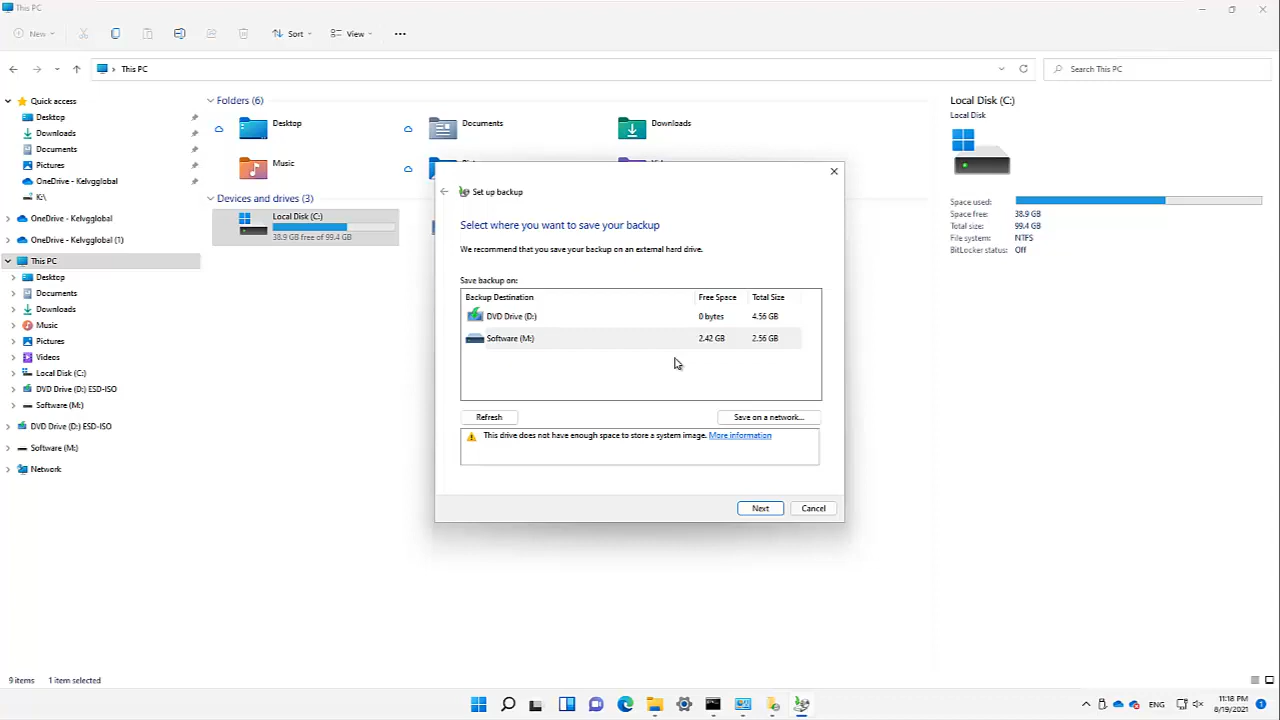 This PC
New
Sort
View
This PC
Search This PC
Quick access
Desktop
Downloads
Documents
Pictures
OneDrive - Kelvgglobal
K:\
OneDrive - Kelvgglobal
OneDrive - Kelvgglobal (1)
This PC
Desktop
Documents
Downloads
Music
Pictures
Videos
Local Disk (C:)
DVD Drive (D:) ESD-ISO
Software (M:)
DVD Drive (D:) ESD-ISO
Software (M:)
Network
Folders (6)
Desktop
Documents
Downloads
Music
Devices and drives (3)
Local Disk (C:)
38.9 GB free of 99.4 GB
Set up backup
Select where you want to save your backup
We recommend that you save your backup on an external hard drive.
Save backup on:
Backup Destination Free Space Total Size
DVD Drive (D:) 0 bytes 4.56 GB
Software (M:) 2.42 GB 2.56 GB
Refresh
Save on a network...
This drive does not have enough space to store a system image. More information
Next
Cancel
Local Disk (C:)
Local Disk
Space used:
Space free: 38.9 GB
Total size: 99.4 GB
File system: NTFS
BitLocker status: Off
9 items 1 item selected
ENG
11:18 PM
8/19/2021
1